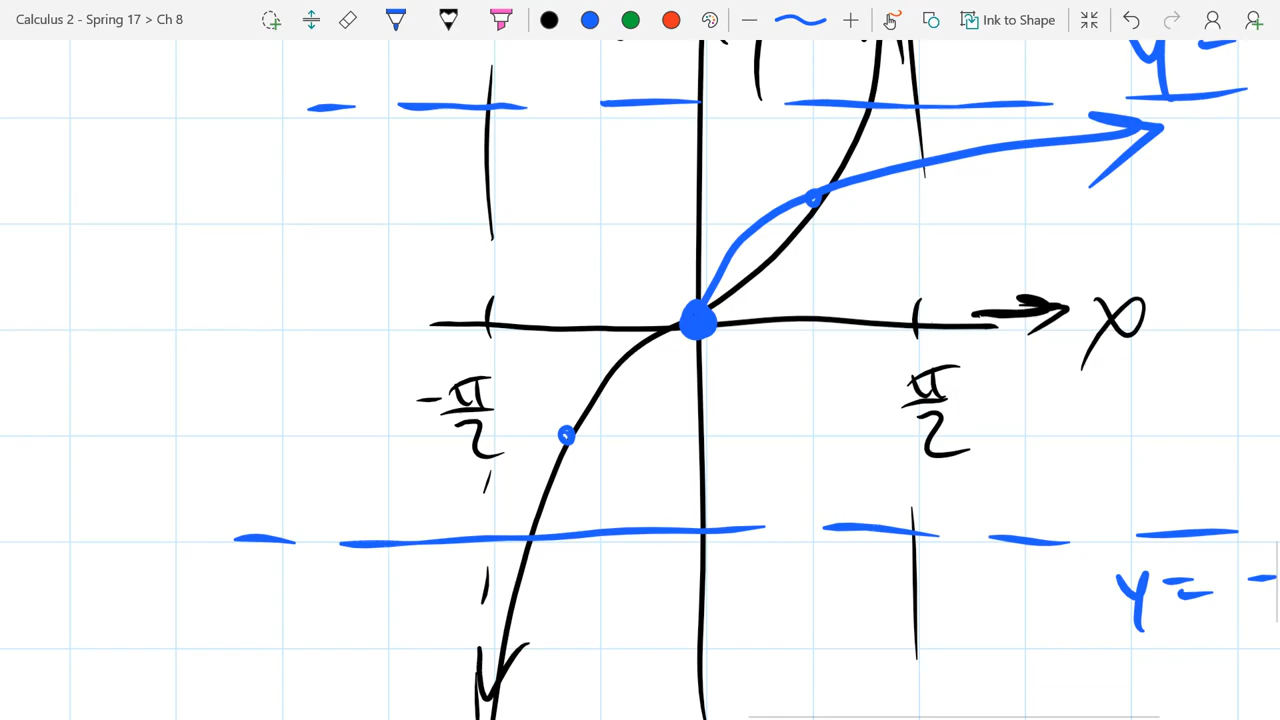 Calculus 2 - Spring 17 > Ch 8
Ink to Shape
y =
x
-π/2
π/2
y = -